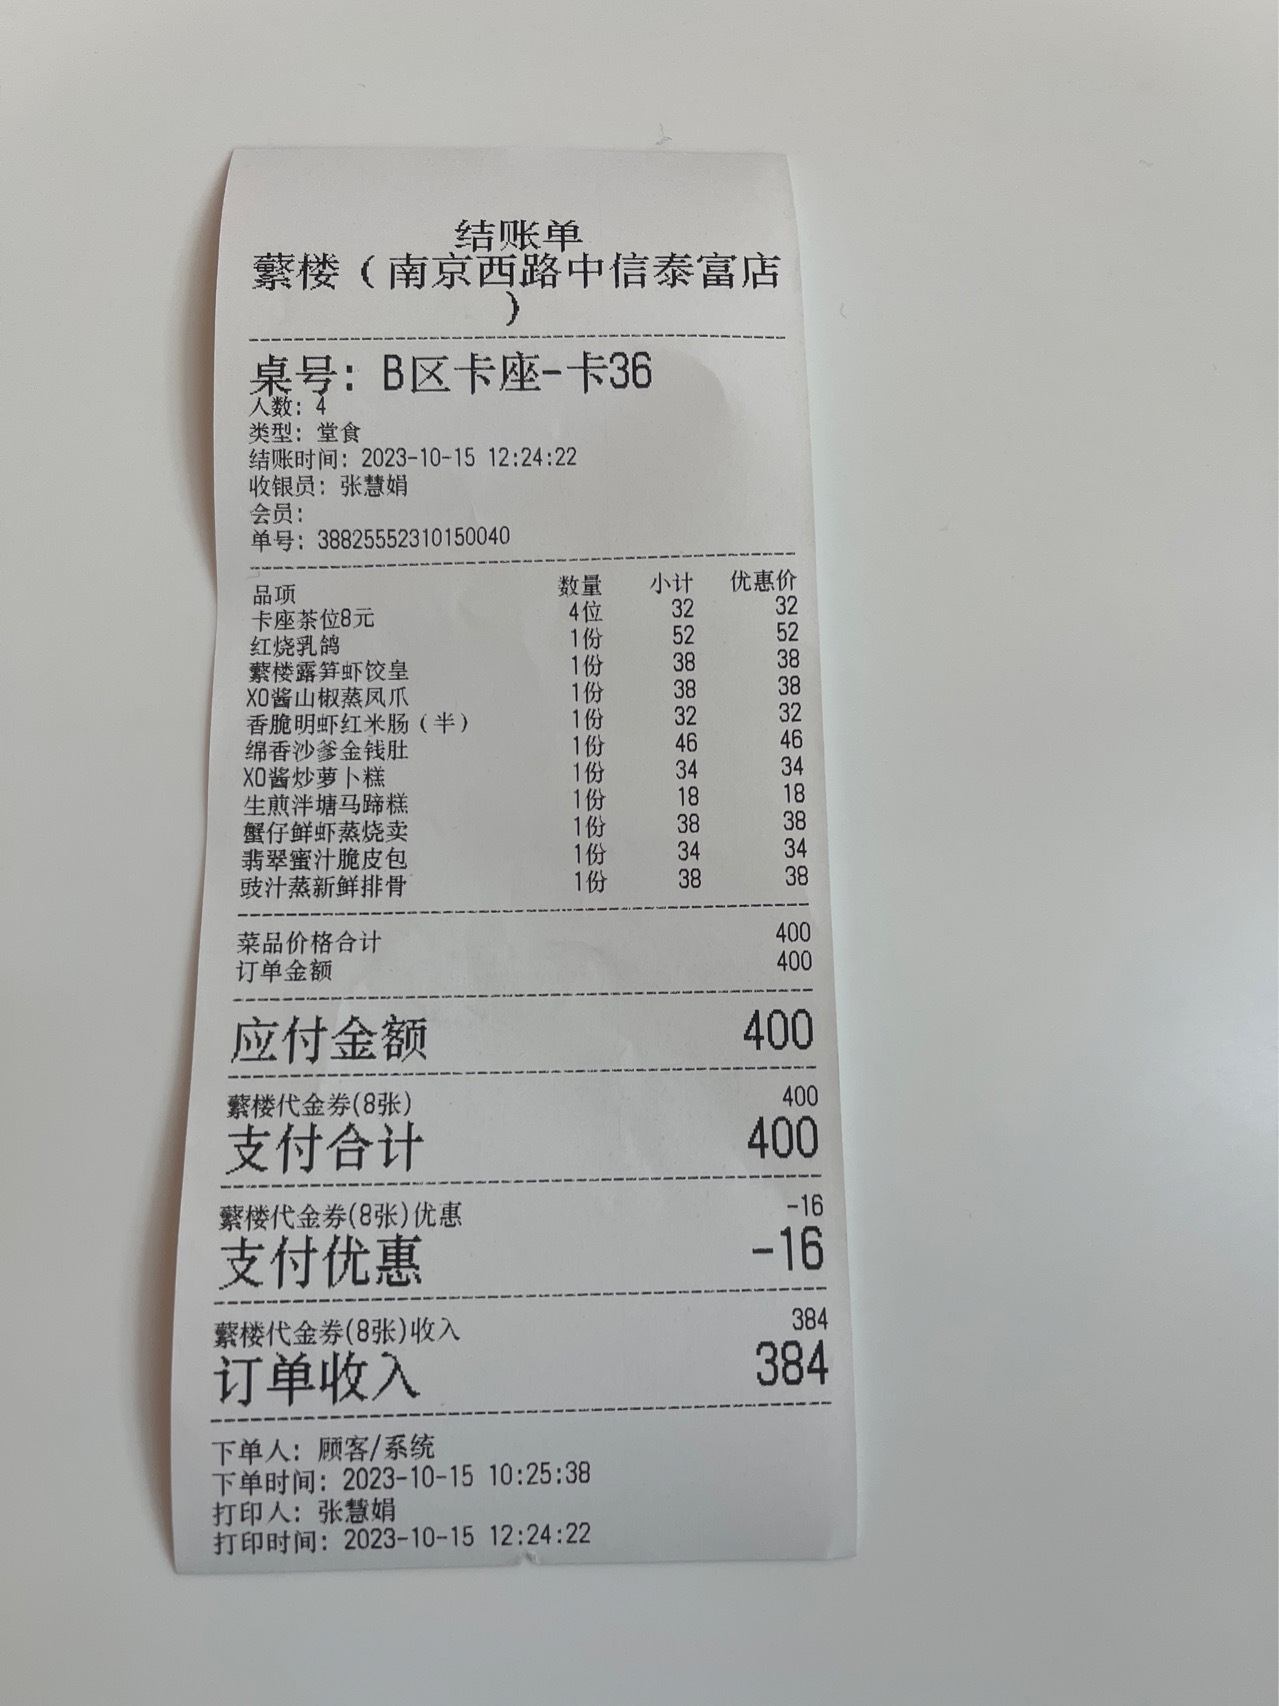 结账单
蘩楼（南京西路中信泰富店
）
桌号：B区卡座-卡36
人数：4
类型：堂食
结账时间：2023-10-15 12:24:22
收银员：张慧娟
会员：
单号：38825552310150040
品项 数量 小计 优惠价
卡座茶位8元 4位 32 32
红烧乳鸽 1份 52 52
蘩楼露笋虾饺皇 1份 38 38
XO酱山椒蒸凤爪 1份 38 38
香脆明虾红米肠（半） 1份 32 32
绵香沙爹金钱肚 1份 46 46
XO酱炒萝卜糕 1份 34 34
生煎泮塘马蹄糕 1份 18 18
蟹仔鲜虾蒸烧卖 1份 38 38
翡翠蜜汁脆皮包 1份 34 34
豉汁蒸新鲜排骨 1份 38 38
菜品价格合计 400
订单金额 400
应付金额 400
蘩楼代金券(8张) 400
支付合计 400
蘩楼代金券(8张)优惠 -16
支付优惠 -16
蘩楼代金券(8张)收入 384
订单收入 384
下单人：顾客/系统
下单时间：2023-10-15 10:25:38
打印人：张慧娟
打印时间：2023-10-15 12:24:22